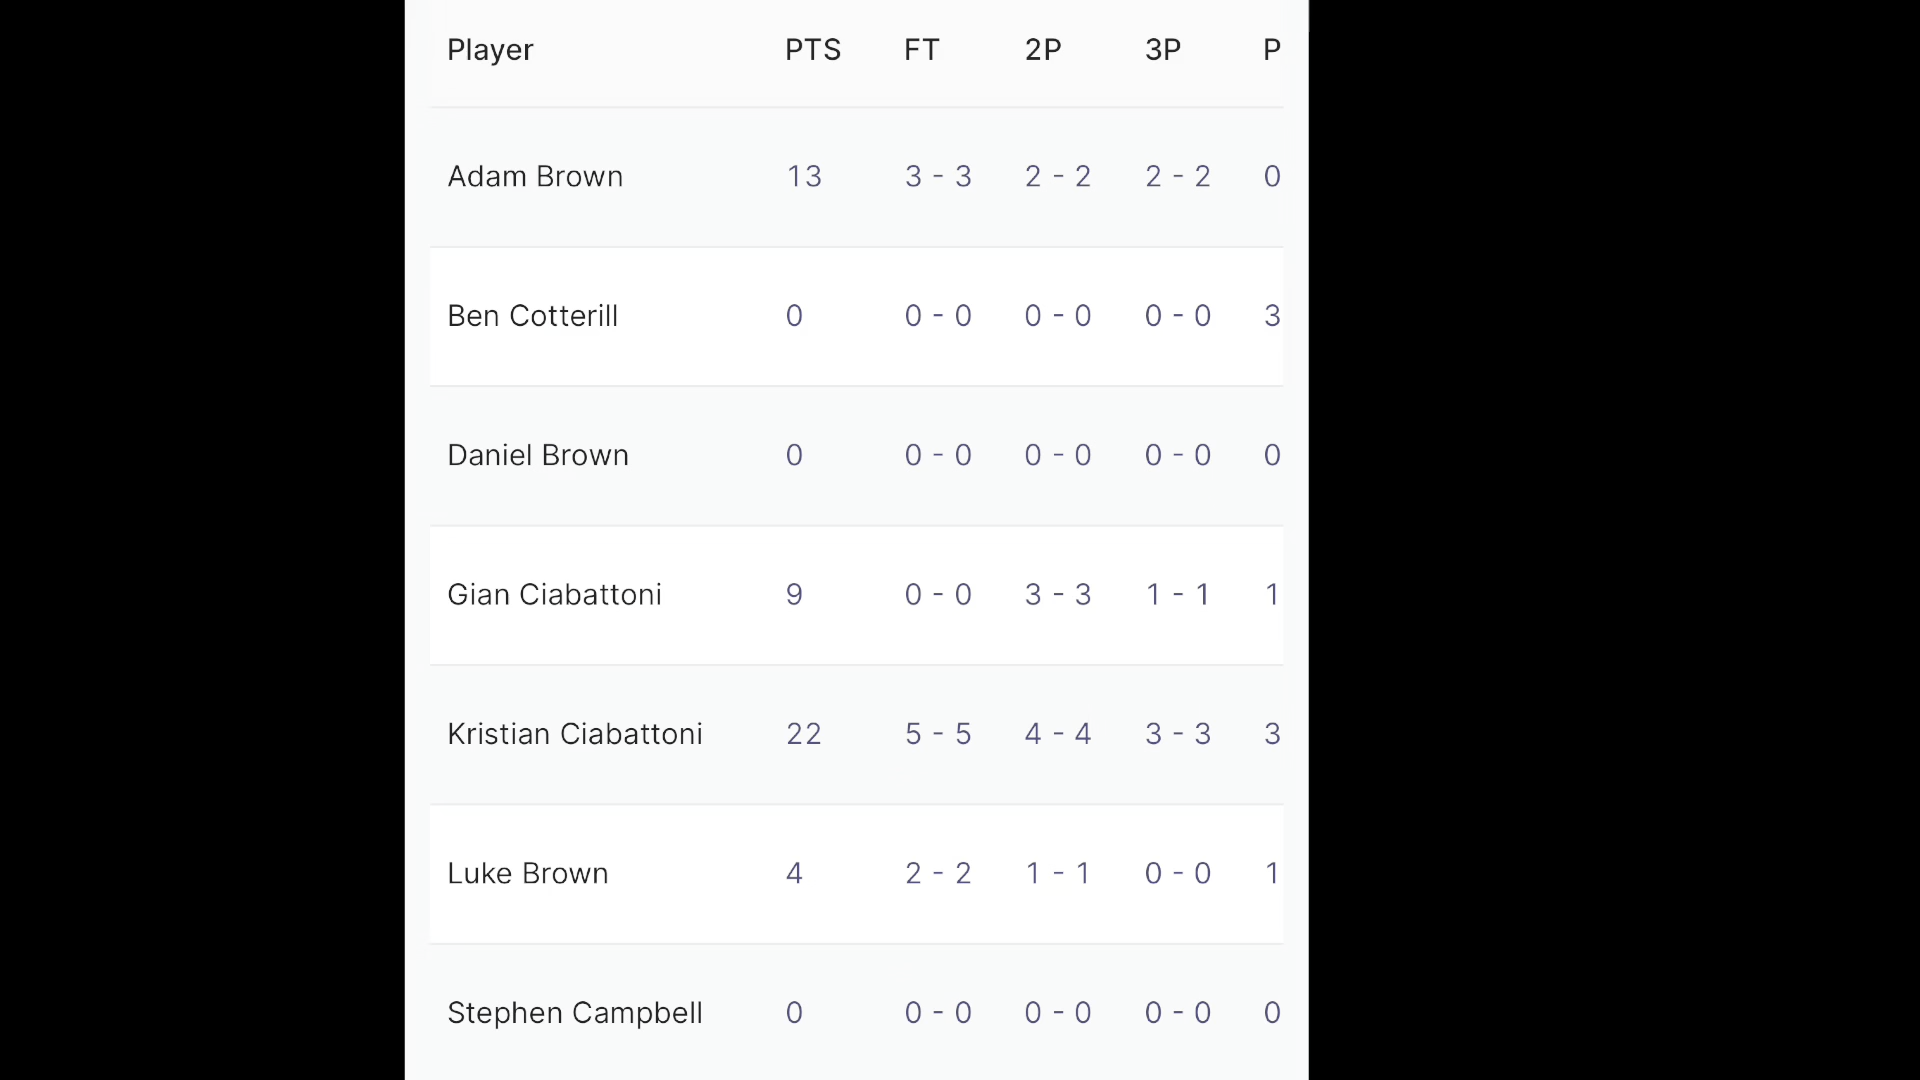 Player PTS FT 2P 3P P
Adam Brown 13 3 - 3 2 - 2 2 - 2 0
Ben Cotterill 0 0 - 0 0 - 0 0 - 0 3
Daniel Brown 0 0 - 0 0 - 0 0 - 0 0
Gian Ciabattoni 9 0 - 0 3 - 3 1 - 1 1
Kristian Ciabattoni 22 5 - 5 4 - 4 3 - 3 3
Luke Brown 4 2 - 2 1 - 1 0 - 0 1
Stephen Campbell 0 0 - 0 0 - 0 0 - 0 0